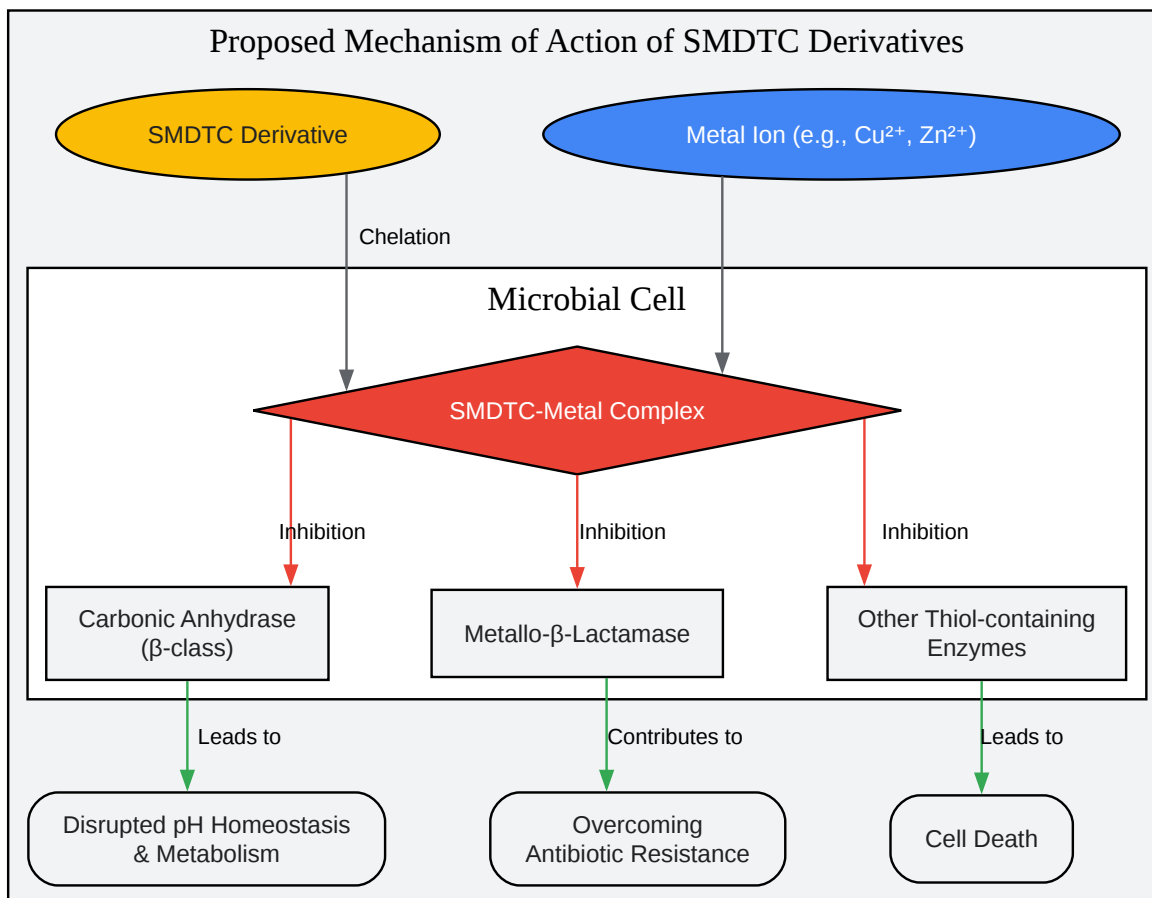 Proposed Mechanism of Action of SMDTC Derivatives
SMDTC Derivative
Metal Ion (e.g., Cu²⁺, Zn²⁺)
Chelation
Microbial Cell
SMDTC-Metal Complex
Inhibition
Inhibition
Inhibition
Carbonic Anhydrase
(β-class)
Metallo-β-Lactamase
Other Thiol-containing
Enzymes
Leads to
Contributes to
Leads to
Disrupted pH Homeostasis
& Metabolism
Overcoming
Antibiotic Resistance
Cell Death